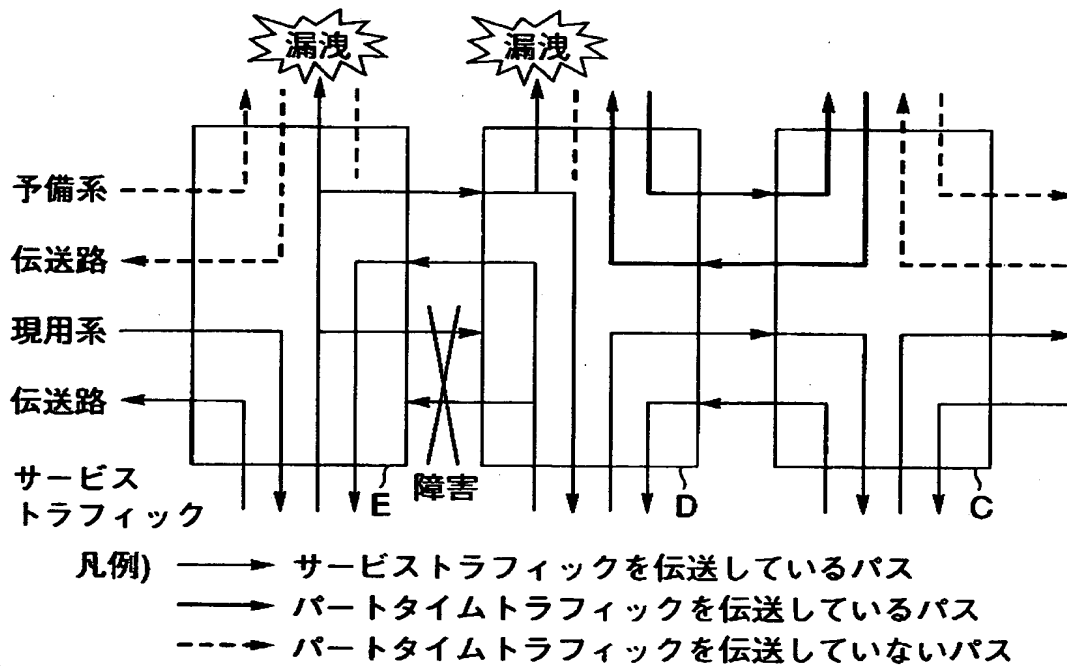 漏洩
漏洩
予備系
伝送路
現用系
伝送路
サービス
トラフィック
E
障害
D
C
凡例) サービストラフィックを伝送しているパス
パートタイムトラフィックを伝送しているパス
パートタイムトラフィックを伝送していないパス